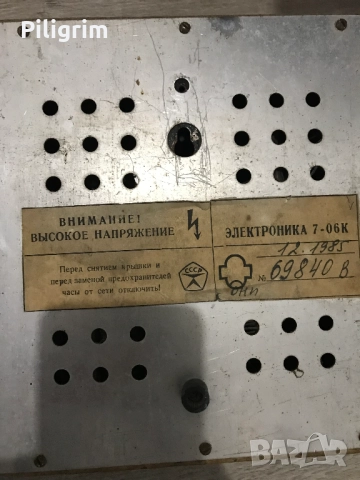 Piligrim
ВНИМАНИЕ!
ВЫСОКОЕ НАПРЯЖЕНИЕ
Перед снятием крышки и
перед заменой предохранителей
часы от сети отключить!
СССР
ЭЛЕКТРОНИКА 7-06К
12.1985
№ 69840 В
BAZAR